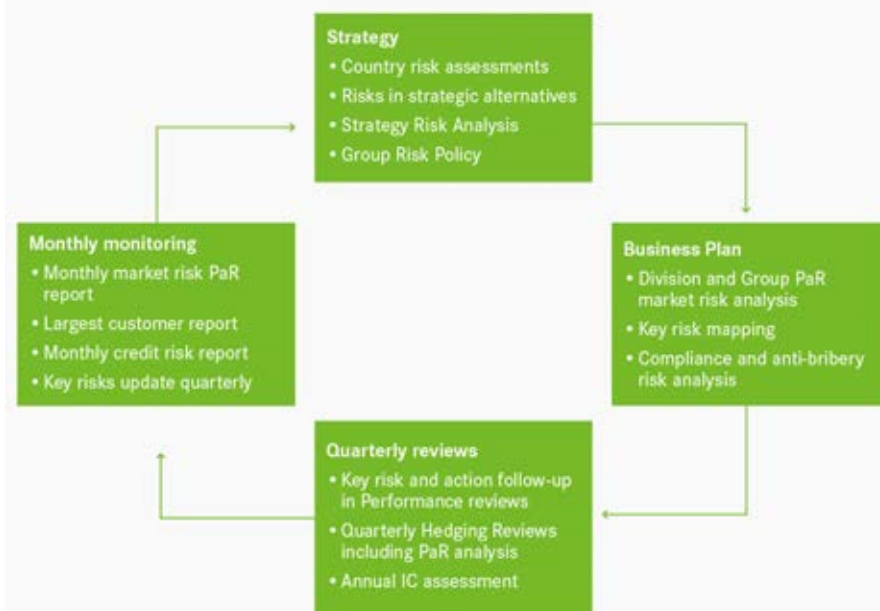 Strategy
• Country risk assessments
• Risks in strategic alternatives
• Strategy Risk Analysis
• Group Risk Policy
Business Plan
• Division and Group PaR
market risk analysis
• Key risk mapping
• Compliance and anti-bribery
risk analysis
Quarterly reviews
• Key risk and action follow-up
in Performance reviews
• Quarterly Hedging Reviews
including PaR analysis
• Annual IC assessment
Monthly monitoring
• Monthly market risk PaR
report
• Largest customer report
• Monthly credit risk report
• Key risks update quarterly